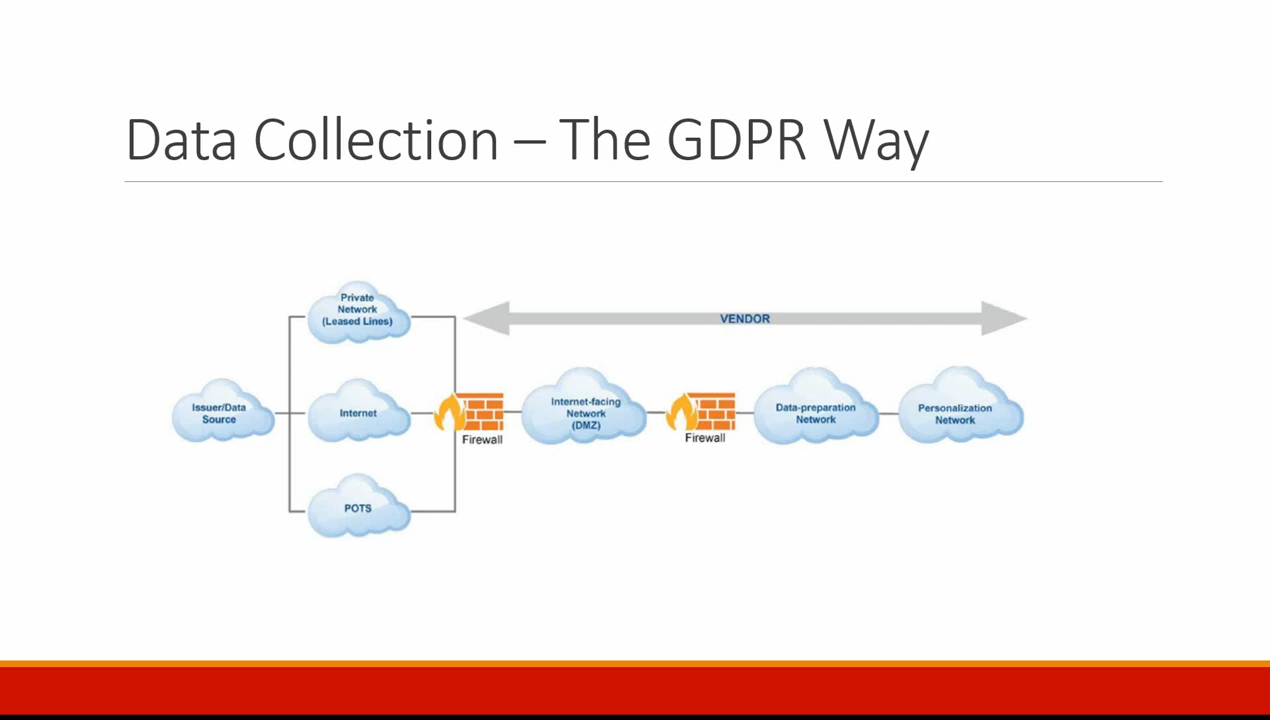 Data Collection – The GDPR Way
Private
Network
(Leased Lines)
VENDOR
Issuer/Data
Source
Internet
Firewall
Internet-facing
Network
(DMZ)
Firewall
Data-preparation
Network
Personalization
Network
POTS